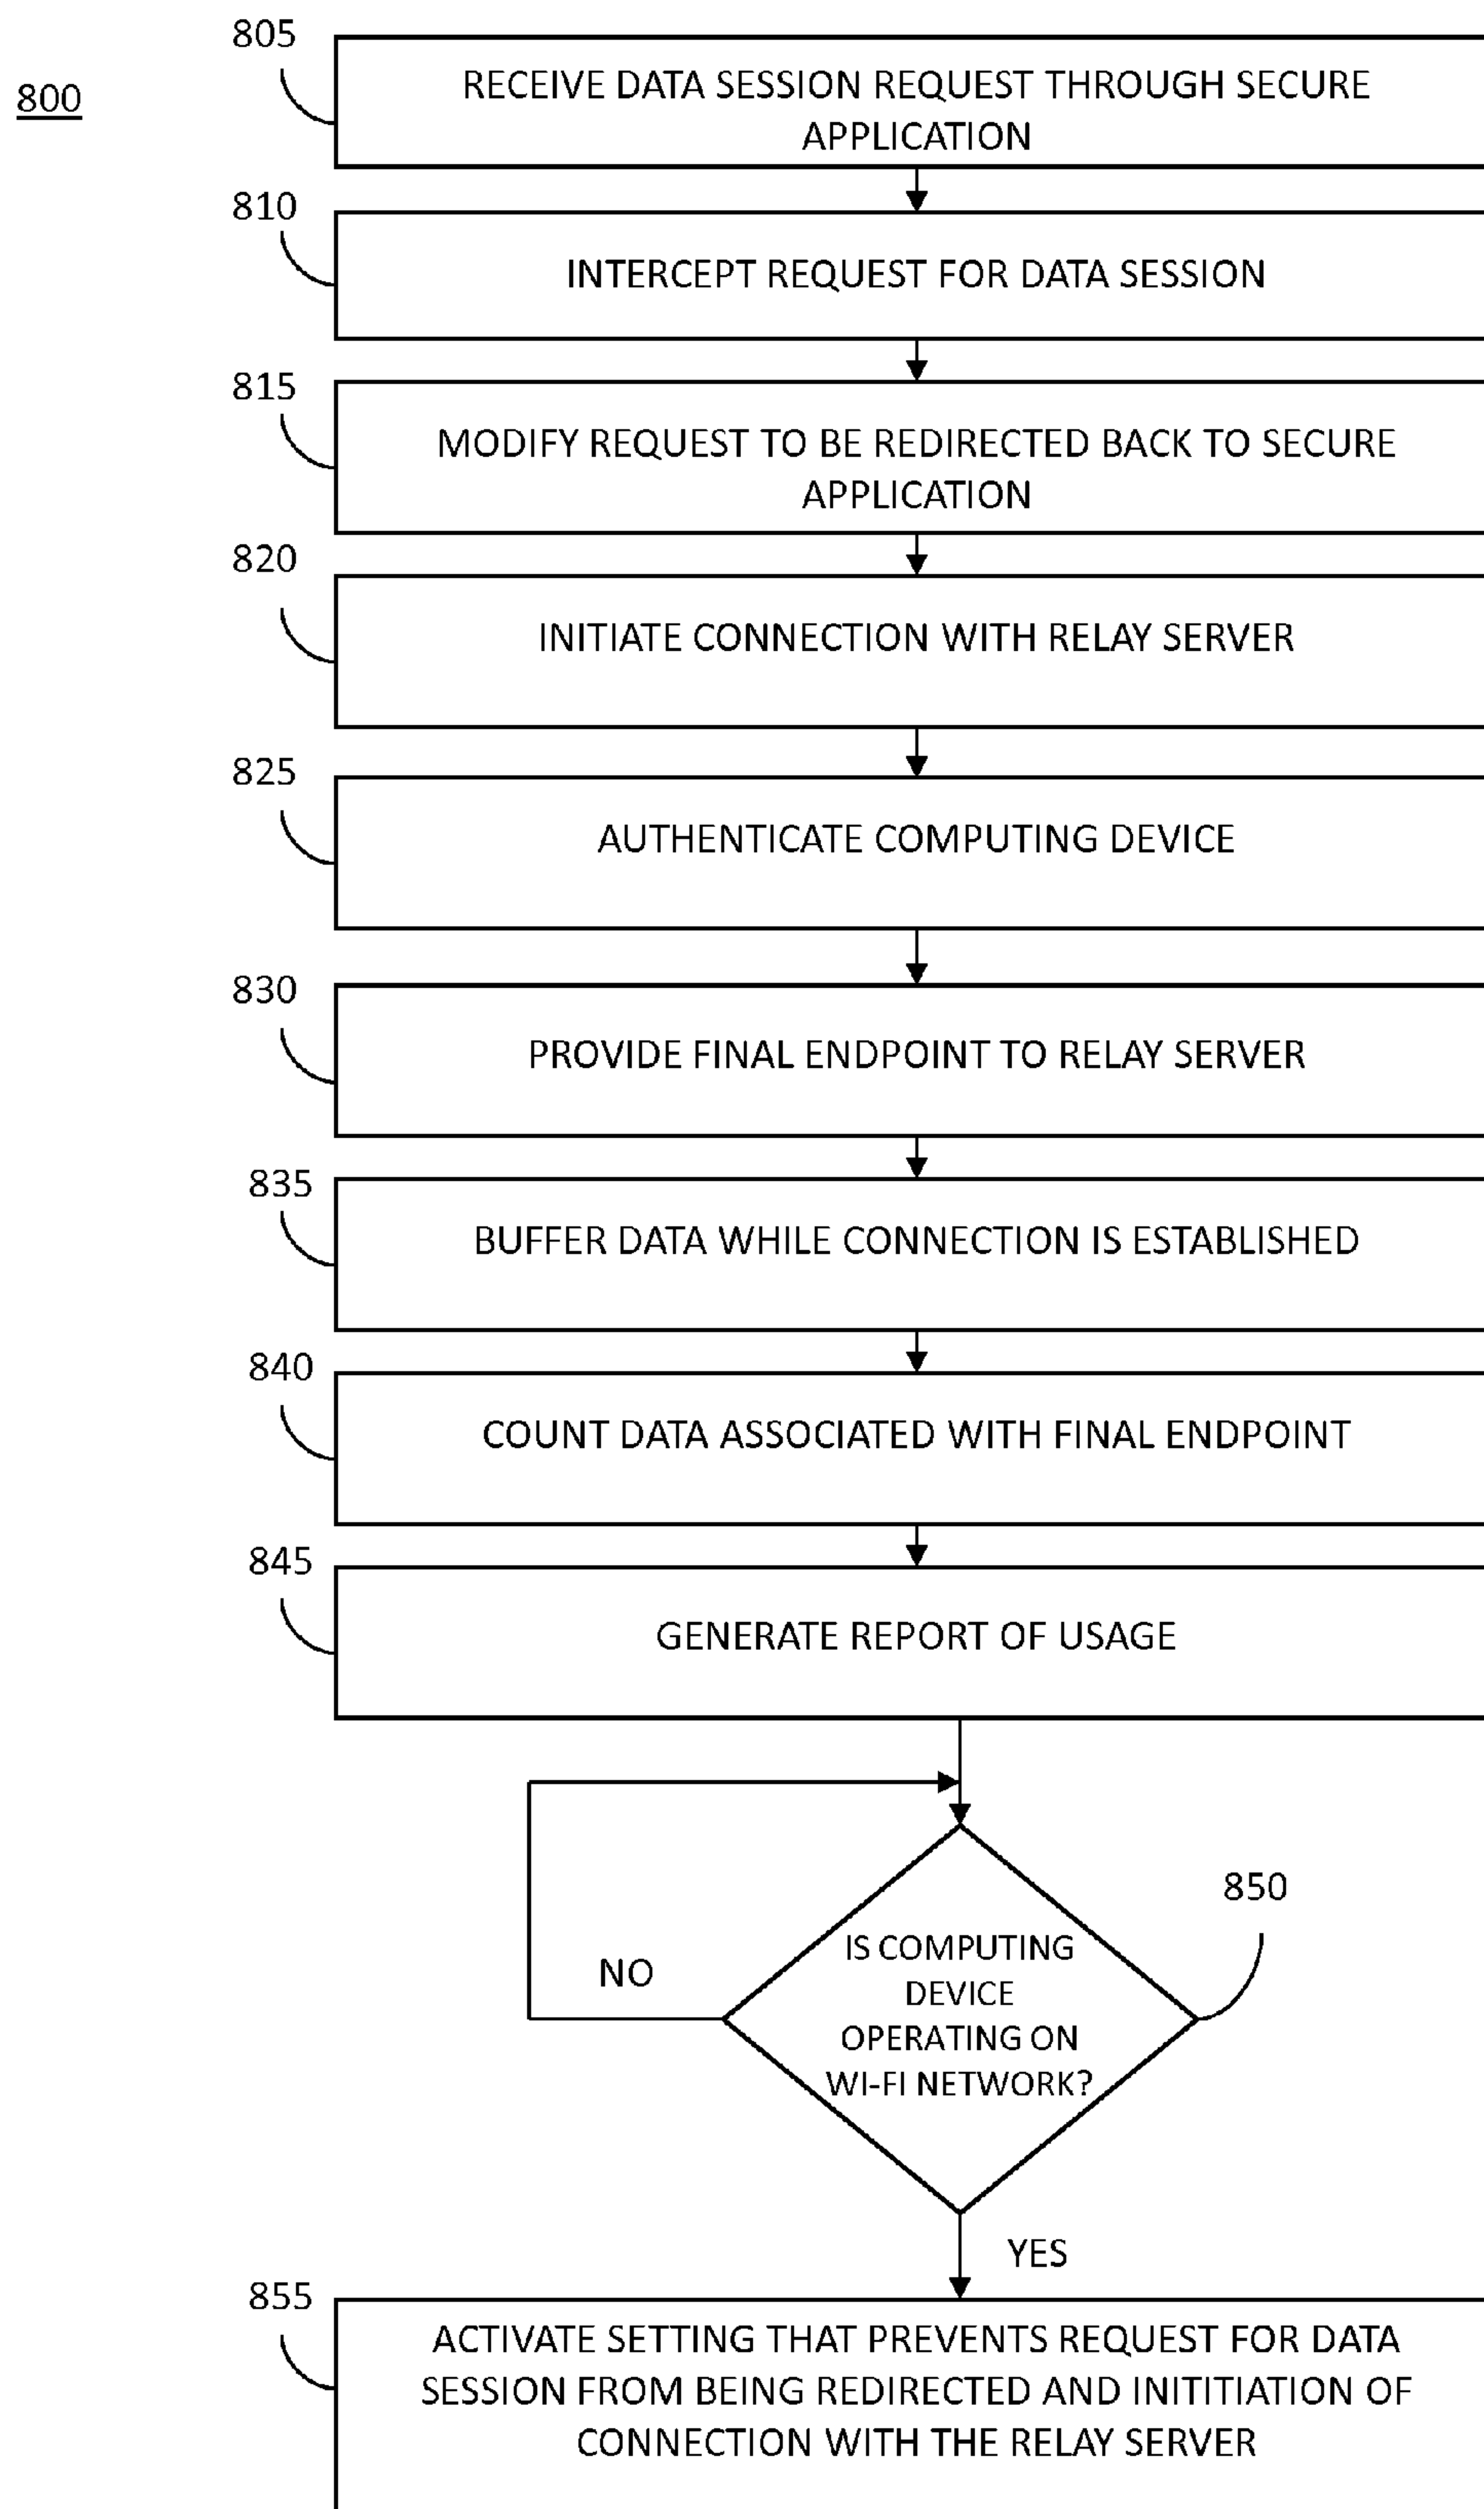 805
800
RECEIVE DATA SESSION REQUEST THROUGH SECURE
APPLICATION
810
INTERCEPT REQUEST FOR DATA SESSION
815
MODIFY REQUEST TO BE REDIRECTED BACK TO SECURE
APPLICATION
820
INITIATE CONNECTION WITH RELAY SERVER
825
AUTHENTICATE COMPUTING DEVICE
830
PROVIDE FINAL ENDPOINT TO RELAY SERVER
835
BUFFER DATA WHILE CONNECTION IS ESTABLISHED
840
COUNT DATA ASSOCIATED WITH FINAL ENDPOINT
845
GENERATE REPORT OF USAGE
850
IS COMPUTING
DEVICE
OPERATING ON
WI-FI NETWORK?
NO
YES
855
ACTIVATE SETTING THAT PREVENTS REQUEST FOR DATA
SESSION FROM BEING REDIRECTED AND INITITIATION OF
CONNECTION WITH THE RELAY SERVER